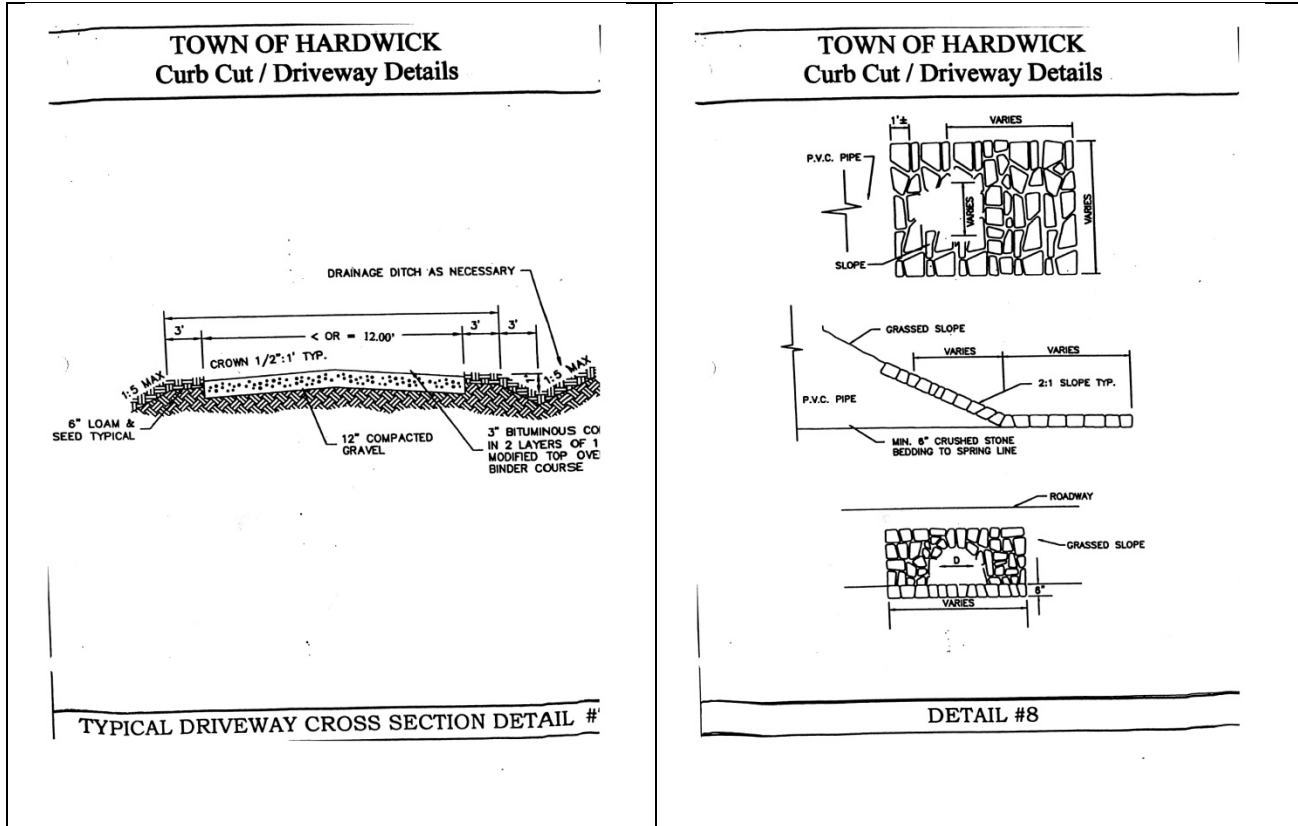 TOWN OF HARDWICK
Curb Cut / Driveway Details
DRAINAGE DITCH AS NECESSARY
3'
< OR = 12.00'
3'
3'
CROWN 1/2":1' TYP.
1:5 MAX
1'
1:5 MAX
6" LOAM &
SEED TYPICAL
12" COMPACTED
GRAVEL
3" BITUMINOUS
IN 2 LAYERS OF
MODIFIED TOP
BINDER COURSE
TYPICAL DRIVEWAY CROSS SECTION DETAIL
TOWN OF HARDWICK
Curb Cut / Driveway Details
1'±
VARIES
P.V.C. PIPE
VARIES
VARIES
SLOPE
GRASSED SLOPE
VARIES
VARIES
2:1 SLOPE TYP.
P.V.C. PIPE
MIN. 6" CRUSHED STONE
BEDDING TO SPRING LINE
ROADWAY
GRASSED SLOPE
D
6"
VARIES
DETAIL #8